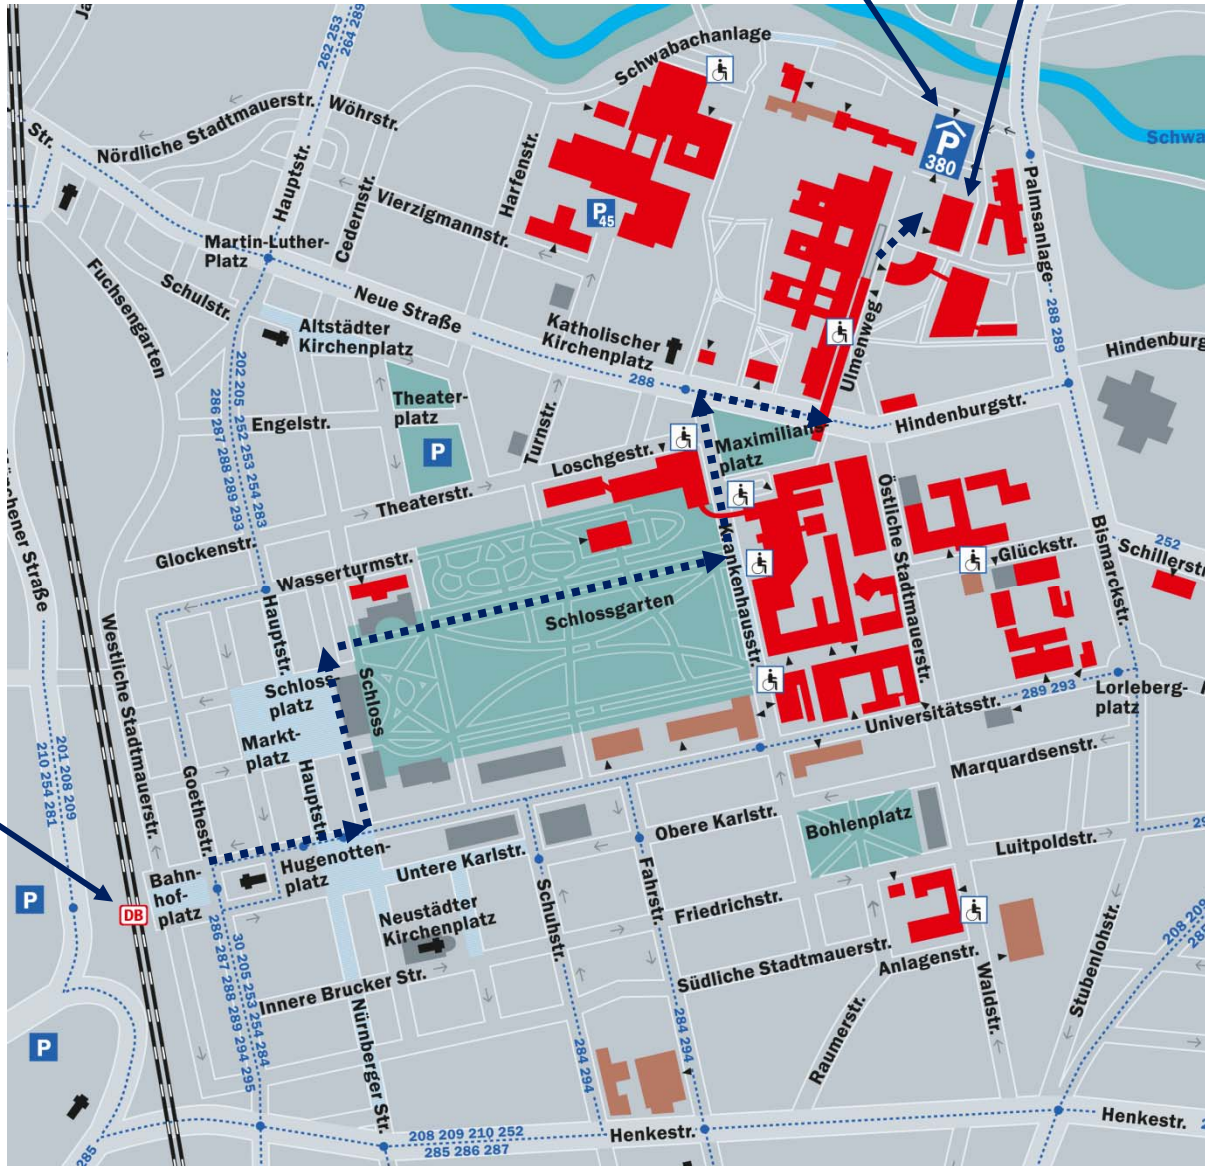 262 253
264 289
Schwabachanlage
Wöhrstr.
Nördliche Stadtmauerstr.
Str.
Hauptstr.
Cedernstr.
Harfenstr.
Vierzigmannstr.
P 45
P
380
Schwa
Palmsanlage
288 289
Martin-Luther-
Platz
Fuchsengarten
Schulstr.
Neue Straße
Altstädter
Kirchenplatz
Katholischer
Kirchenplatz
Ulmenweg
Hindenburg
Hindenburgstr.
288
202 205 252 253 254 283
286 287 288 289 293
Theater-
platz
P
Engelstr.
Turnstr.
Loschgestr.
Maximilians-
platz
Theaterstr.
Glockenstr.
Wasserturmstr.
Östliche Stadtmauerstr.
Krankenhausstr.
Glückstr.
Bismarckstr.
252
Schillerstr
Schlossgarten
Hauptstr.
Westliche Stadtmauerstr.
Schloss-
platz
Schloss
Markt-
platz
Hauptstr.
Goethestr.
201 208 209
210 254 281
Universitätsstr.
289 293
Lorleberg-
platz
Marquardsenstr.
Bohlenplatz
Obere Karlstr.
Luitpoldstr.
29
Bahn-
hof-
platz
Hugenotten-
platz
Untere Karlstr.
DB
P
Neustädter
Kirchenplatz
Schuhstr.
Fahrstr.
Friedrichstr.
Südliche Stadtmauerstr.
Anlagenstr.
Waldstr.
Raumerstr.
Stubenlohstr.
208 209
285
30 205 253 254 284
286 287 288 289 294 295
Innere Brucker Str.
Nürnberger Str.
284 294
284 294
P
285
208 209 210 252
285 286 287
Henkestr.
Henkestr.